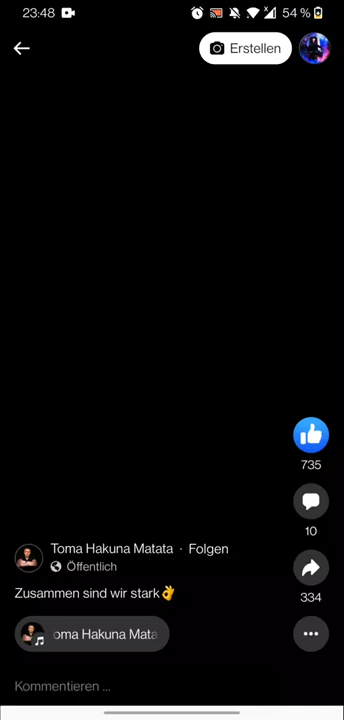 23:48
54 %
Erstellen
735
10
Toma Hakuna Matata · Folgen
Öffentlich
334
Zusammen sind wir stark👌
oma Hakuna Mata
Kommentieren ...